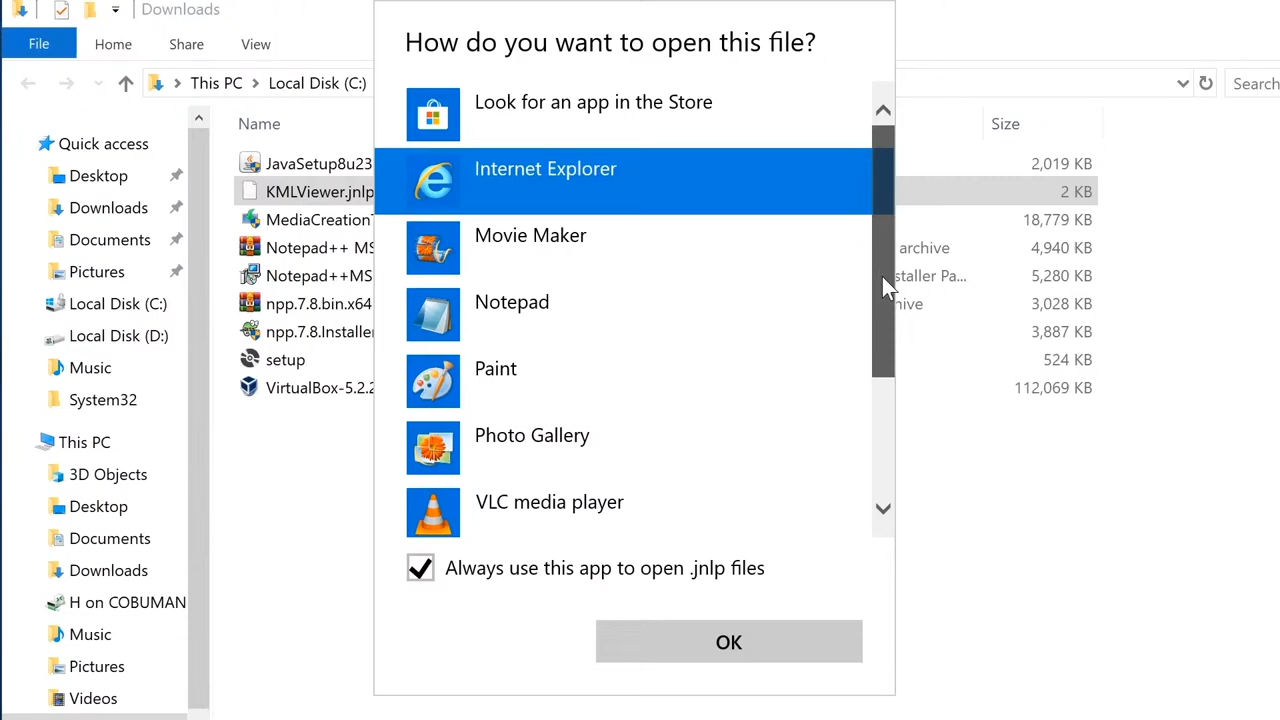 Downloads
File Home Share View
This PC Local Disk (C:)
Search
Quick access
Desktop
Downloads
Documents
Pictures
Local Disk (C:)
Local Disk (D:)
Music
System32
This PC
3D Objects
Desktop
Documents
Downloads
H on COBUMAN
Music
Pictures
Videos
Name
Size
JavaSetup8u23 2,019 KB
KMLViewer.jnlp 2 KB
MediaCreationT 18,779 KB
Notepad++ MS archive 4,940 KB
Notepad++MS staller Pa... 5,280 KB
npp.7.8.bin.x64 hive 3,028 KB
npp.7.8.Installer 3,887 KB
setup 524 KB
VirtualBox-5.2.2 112,069 KB
How do you want to open this file?
Look for an app in the Store
Internet Explorer
Movie Maker
Notepad
Paint
Photo Gallery
VLC media player
Always use this app to open .jnlp files
OK